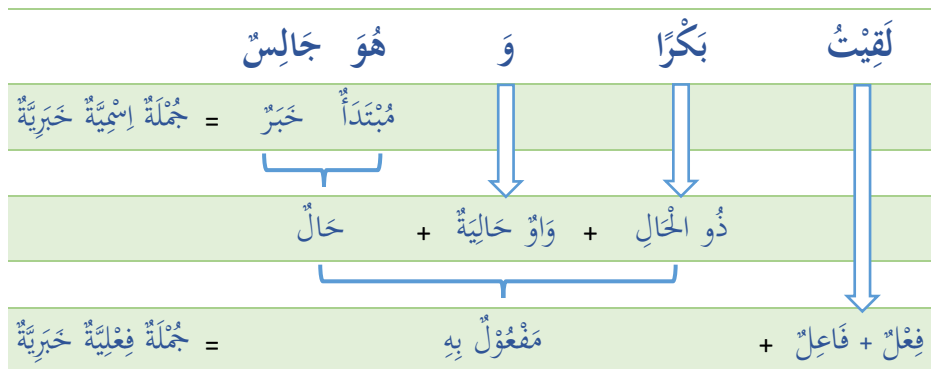 لَقِيْتُ بَكْرًا وَ هُوَ جَالِسٌ
مُبْتَدَأٌ خَبَرٌ = جُمْلَةٌ اِسْمِيَّةٌ خَبَرِيَّةٌ
ذُو الْحَالِ + وَاوٌ حَالِيَةٌ + حَالٌ
فِعْلٌ + فَاعِلٌ + مَفْعُوْلٌ بِهِ = جُمْلَةٌ فِعْلِيَّةٌ خَبَرِيَّةٌ